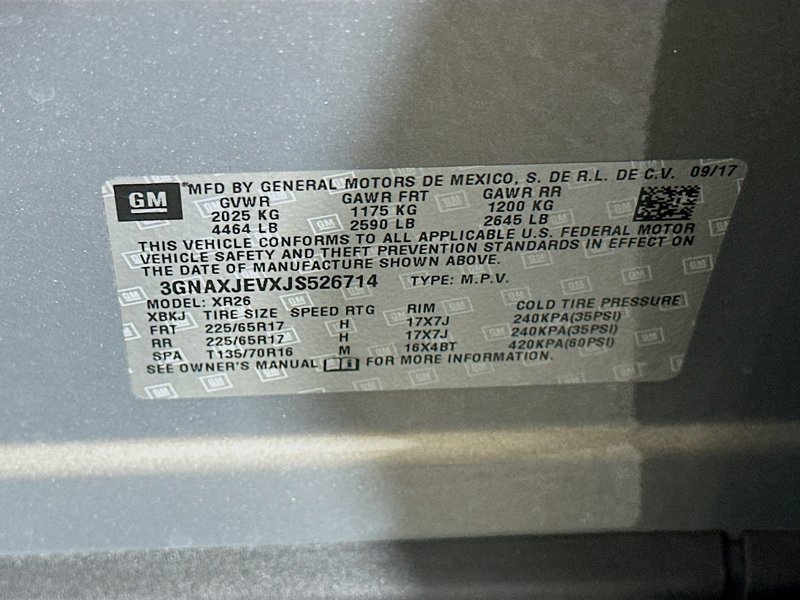 GM ®MFD BY GENERAL MOTORS DE MEXICO, S. DE R.L. DE C.V. 09/17
GVWR GAWR FRT GAWR RR
2025 KG 1175 KG 1200 KG
4464 LB 2590 LB 2645 LB
THIS VEHICLE CONFORMS TO ALL APPLICABLE U.S. FEDERAL MOTOR
VEHICLE SAFETY AND THEFT PREVENTION STANDARDS IN EFFECT ON
THE DATE OF MANUFACTURE SHOWN ABOVE.
3GNAXJEVXJS526714 TYPE: M.P.V.
MODEL: XR26
XBKJ TIRE SIZE SPEED RTG RIM COLD TIRE PRESSURE
FRT 225/65R17 H 17X7J 240KPA(35PSI)
RR 225/65R17 H 17X7J 240KPA(35PSI)
SPA T135/70R16 M 16X4BT 420KPA(60PSI)
SEE OWNER'S MANUAL FOR MORE INFORMATION.